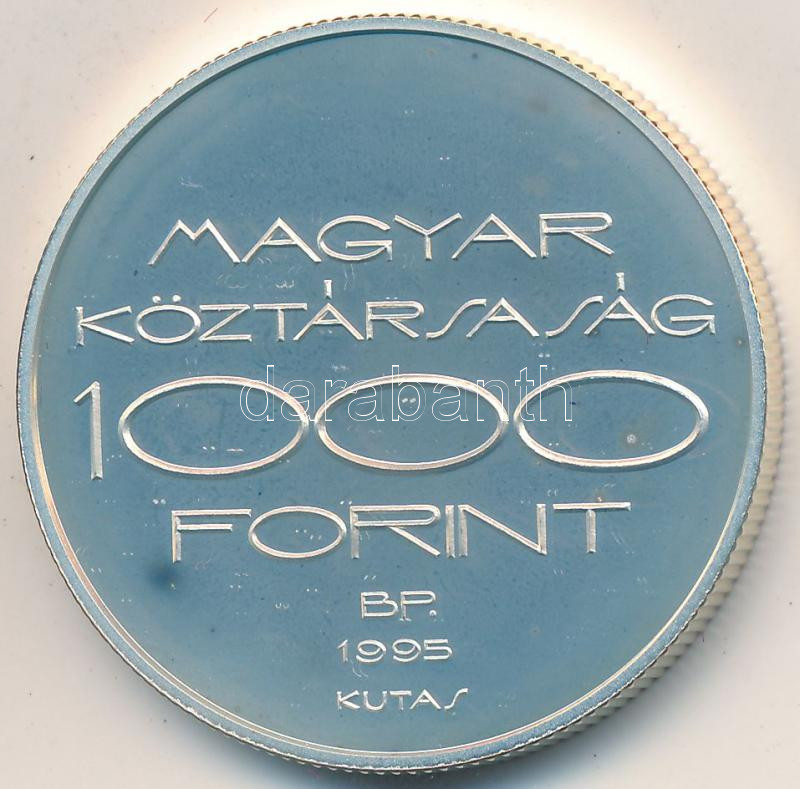 MAGYAR
KÖZTÁRSASÁG
1000
darabanth
FORINT
BP.
1995
KUTAS